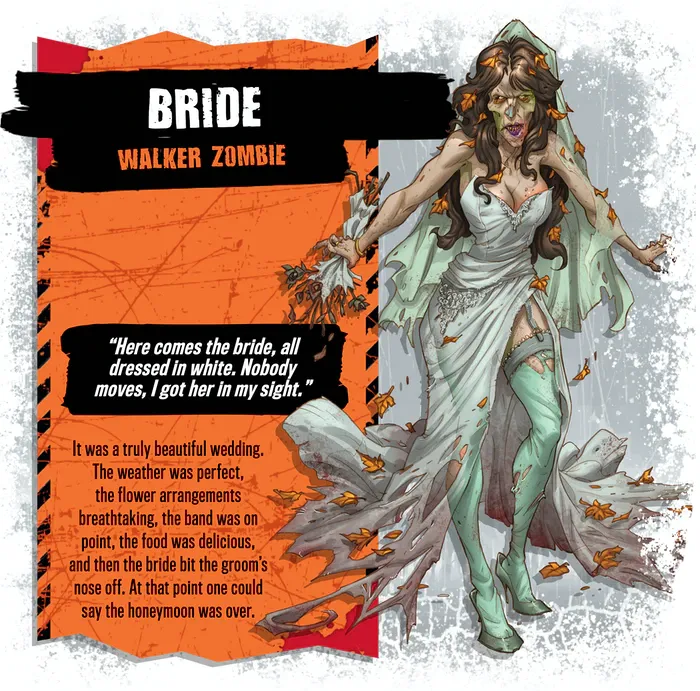 BRIDE
WALKER ZOMBIE
“Here comes the bride, all
dressed in white. Nobody
moves, I got her in my sight.”
It was a truly beautiful wedding.
The weather was perfect,
the flower arrangements
breathtaking, the band was on
point, the food was delicious,
and then the bride bit the groom's
nose off. At that point one could
say the honeymoon was over.